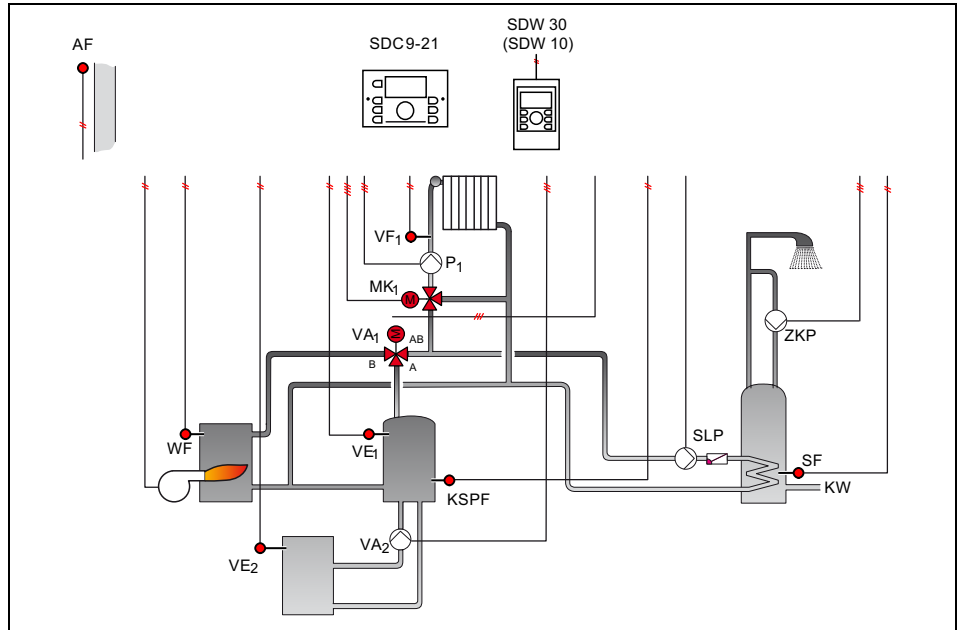 AF
SDC9-21
SDW 30
(SDW 10)
VF1
P1
MK1
M
VA1
M
AB
B
A
ZKP
WF
VE1
SLP
SF
KSPF
KW
VA2
VE2